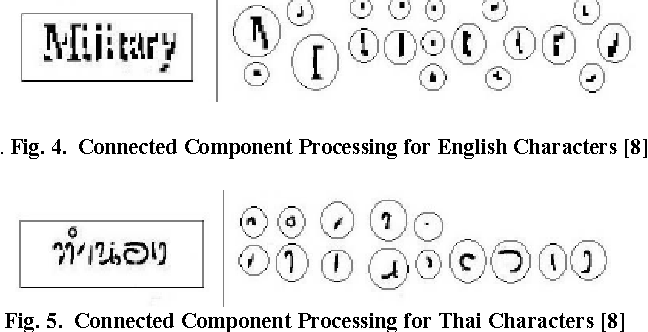 Military
. Fig. 4. Connected Component Processing for English Characters [8]
ทำนอง
Fig. 5. Connected Component Processing for Thai Characters [8]